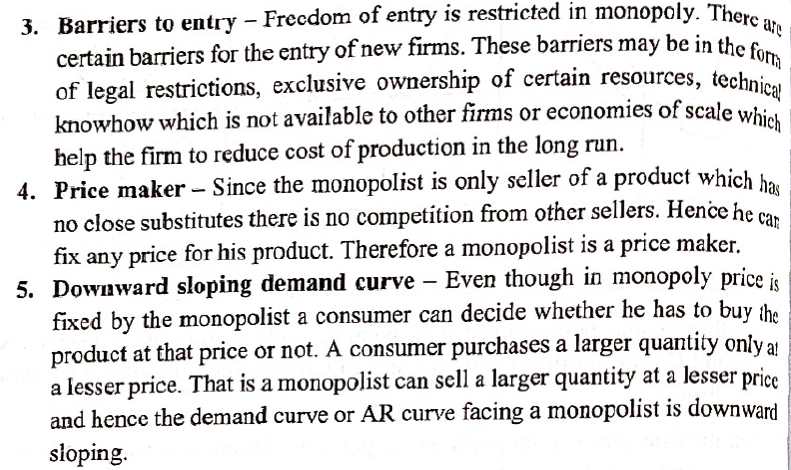 3. Barriers to entry – Freedom of entry is restricted in monopoly. There are
certain barriers for the entry of new firms. These barriers may be in the form
of legal restrictions, exclusive ownership of certain resources, technical
knowhow which is not available to other firms or economies of scale which
help the firm to reduce cost of production in the long run.
4. Price maker – Since the monopolist is only seller of a product which has
no close substitutes there is no competition from other sellers. Hence he can
fix any price for his product. Therefore a monopolist is a price maker.
5. Downward sloping demand curve – Even though in monopoly price is
fixed by the monopolist a consumer can decide whether he has to buy the
product at that price or not. A consumer purchases a larger quantity only at
a lesser price. That is a monopolist can sell a larger quantity at a lesser price
and hence the demand curve or AR curve facing a monopolist is downward
sloping.